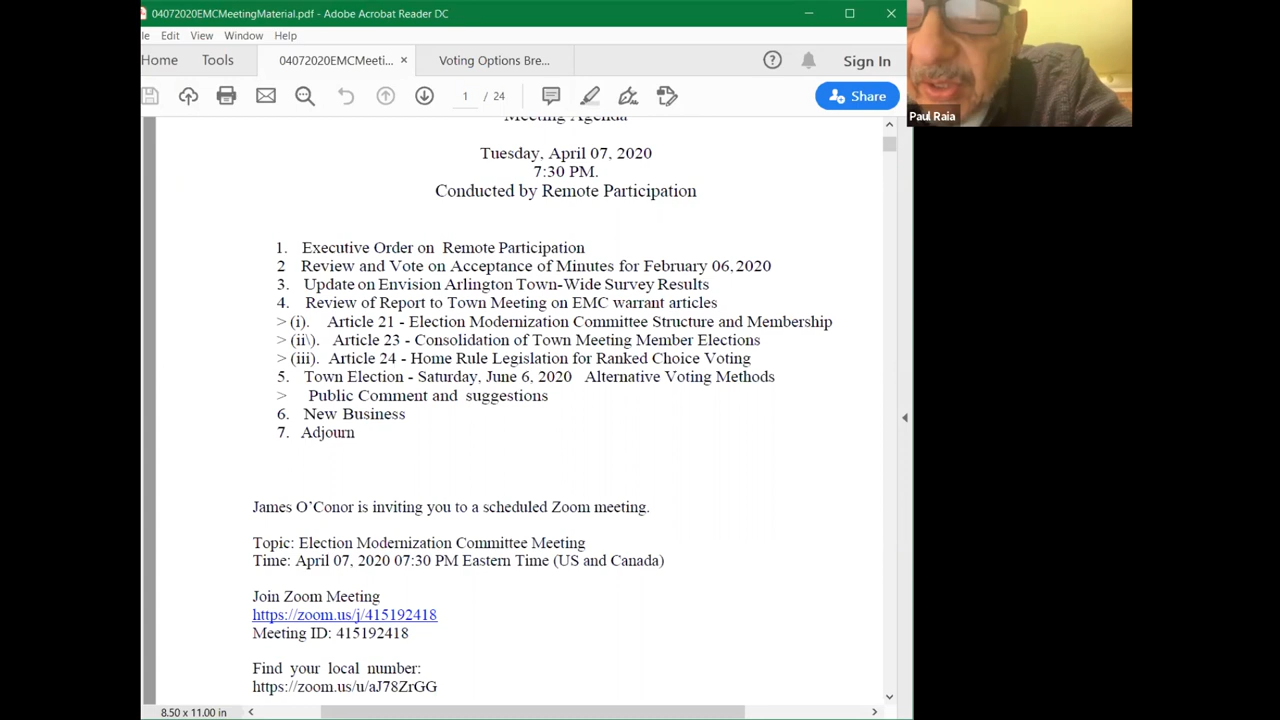 04072020EMCMeetingMaterial.pdf - Adobe Acrobat Reader DC
le Edit View Window Help
Home Tools 04072020EMCMeeti... × Voting Options Bre... Sign In
1 / 24 Share
Paul Raia
Meeting Agenda
Tuesday, April 07, 2020
7:30 PM.
Conducted by Remote Participation
1. Executive Order on Remote Participation
2 Review and Vote on Acceptance of Minutes for February 06, 2020
3. Update on Envision Arlington Town-Wide Survey Results
4. Review of Report to Town Meeting on EMC warrant articles
> (i). Article 21 - Election Modernization Committee Structure and Membership
> (ii\). Article 23 - Consolidation of Town Meeting Member Elections
> (iii). Article 24 - Home Rule Legislation for Ranked Choice Voting
5. Town Election - Saturday, June 6, 2020 Alternative Voting Methods
> Public Comment and suggestions
6. New Business
7. Adjourn
James O'Conor is inviting you to a scheduled Zoom meeting.
Topic: Election Modernization Committee Meeting
Time: April 07, 2020 07:30 PM Eastern Time (US and Canada)
Join Zoom Meeting
https://zoom.us/j/415192418
Meeting ID: 415192418
Find your local number:
https://zoom.us/u/aJ78ZrGG
8.50 x 11.00 in